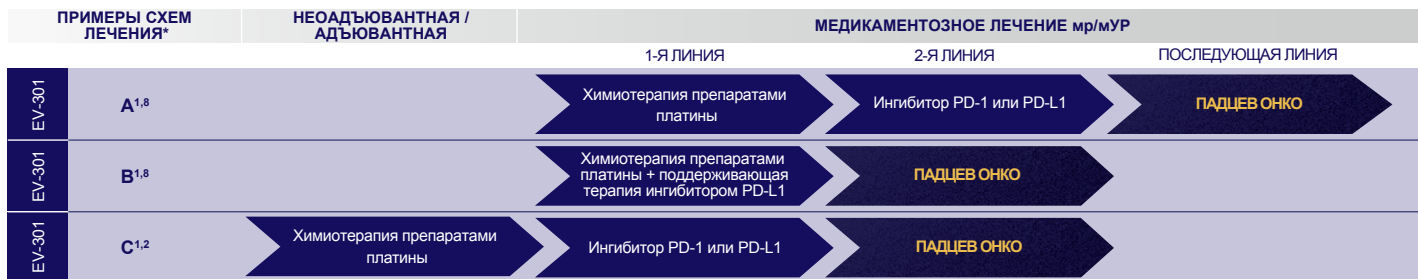 ПРИМЕРЫ СХЕМ
ЛЕЧЕНИЯ*
НЕОАДЪЮВАНТНАЯ /
АДЪЮВАНТНАЯ
МЕДИКАМЕНТОЗНОЕ ЛЕЧЕНИЕ мр/мУР
1-Я ЛИНИЯ
2-Я ЛИНИЯ
ПОСЛЕДУЮЩАЯ ЛИНИЯ
EV-301
A1,8
Химиотерапия препаратами
платины
Ингибитор PD-1 или PD-L1
ПАДЦЕВ ОНКО
EV-301
B1,8
Химиотерапия препаратами
платины + поддерживающая
терапия ингибитором PD-L1
ПАДЦЕВ ОНКО
EV-301
C1,2
Химиотерапия препаратами
платины
Ингибитор PD-1 или PD-L1
ПАДЦЕВ ОНКО